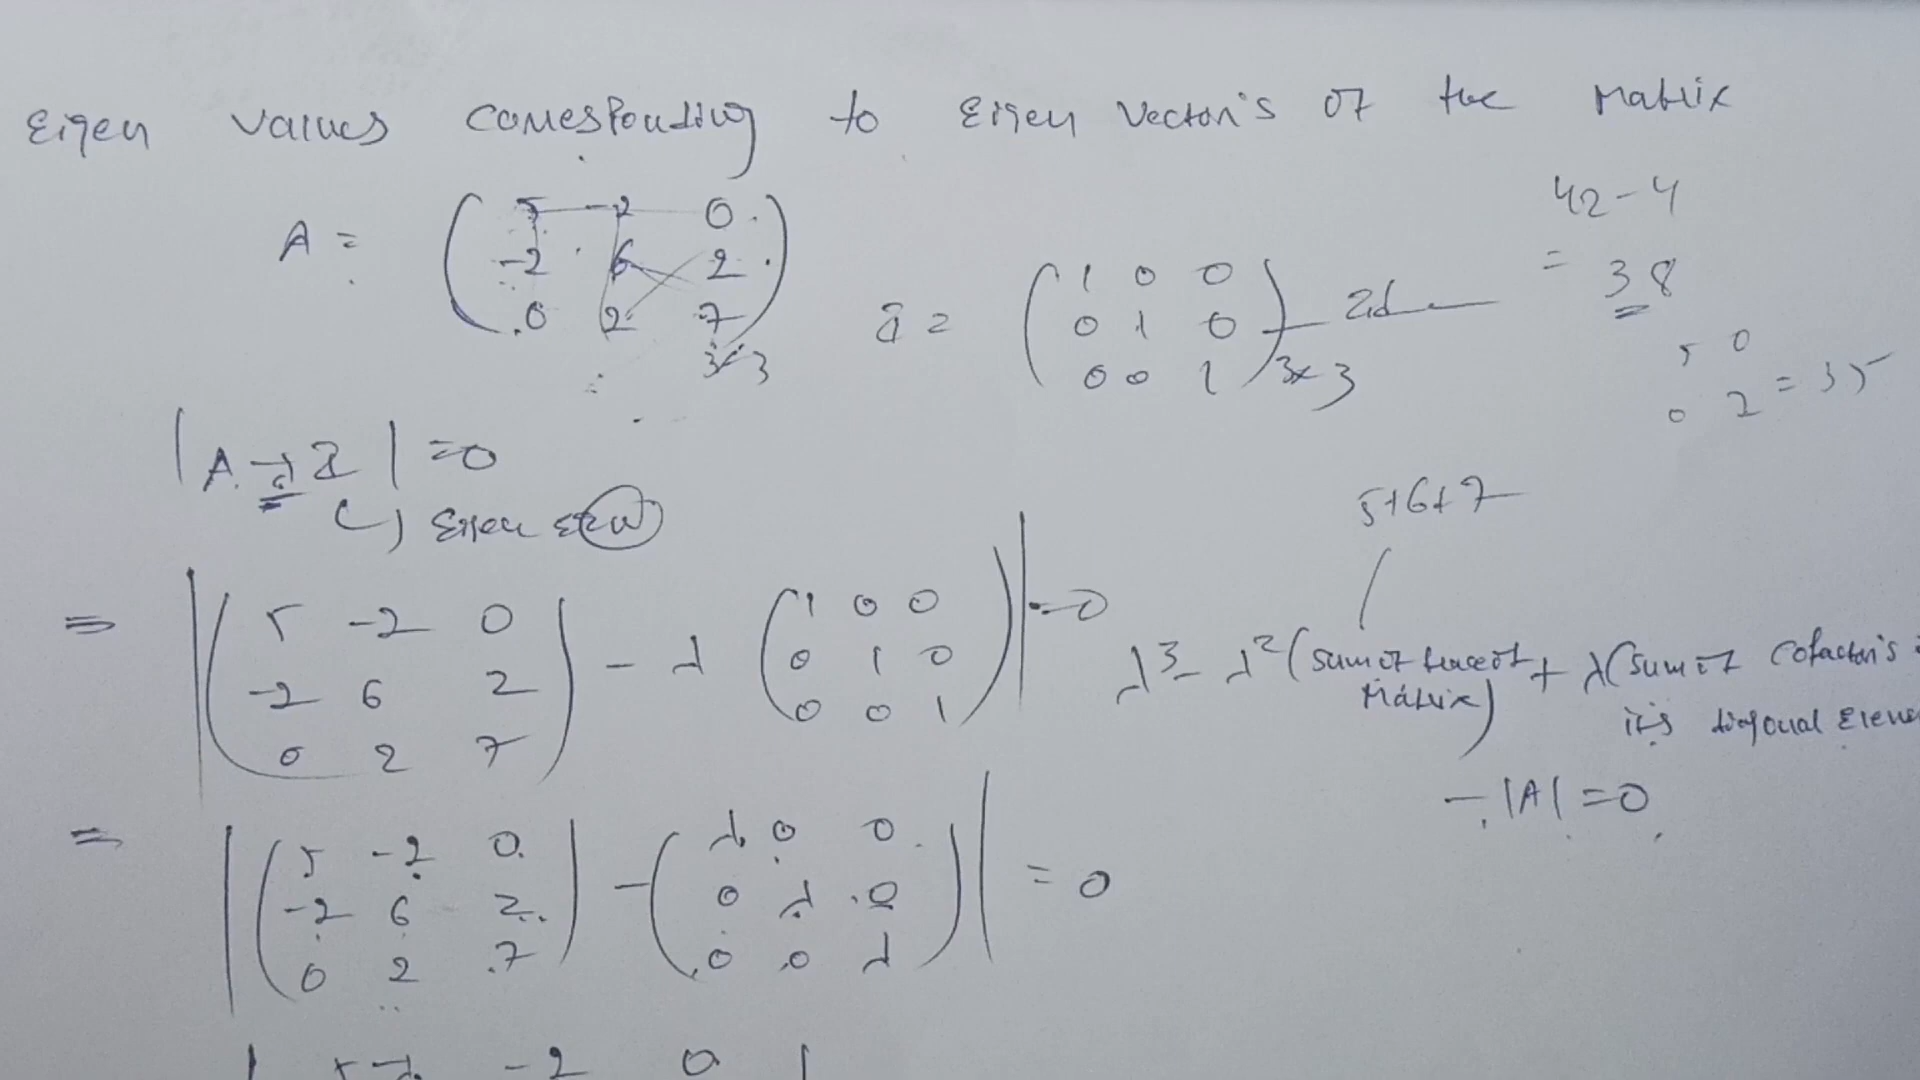 Eigen values corresponding to Eigen Vector's of the Matrix
A = ( 5 -2 0
-2 6 2
0 2 7 ) 3×3
I = ( 1 0 0
0 1 0
0 0 1 ) 3×3
42-4
= 38
5 0
0 7 = 35
|A-λI| = 0
Eigen
5+6+7
⇒ |( 5 -2 0
-2 6 2
0 2 7 ) - λ ( 1 0 0
0 1 0
0 0 1 )| = 0
λ³ - λ² (sum of trace of Matrix) + λ (sum of Cofactor's
it's diagonal
- |A| = 0
= |( 5 -2 0
-2 6 2
0 2 7 ) - ( λ 0 0
0 λ 0
0 0 λ )| = 0
| 5-λ -2 0 |